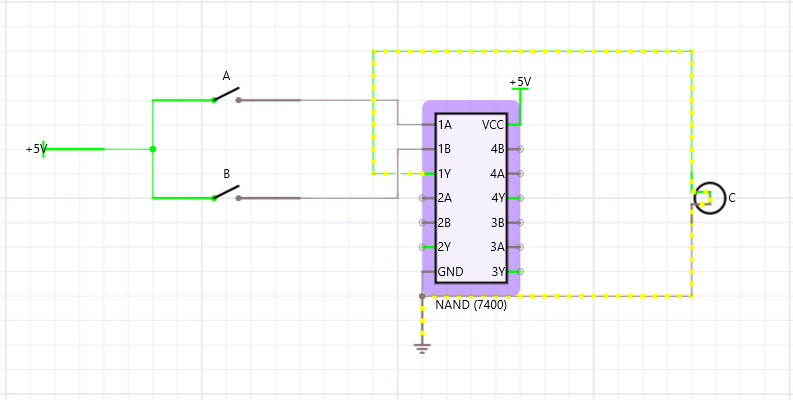 +5V
A
+5V
B
1A VCC
1B 4B
1Y 4A
2A 4Y
2B 3B
2Y 3A
GND 3Y
C
NAND (7400)